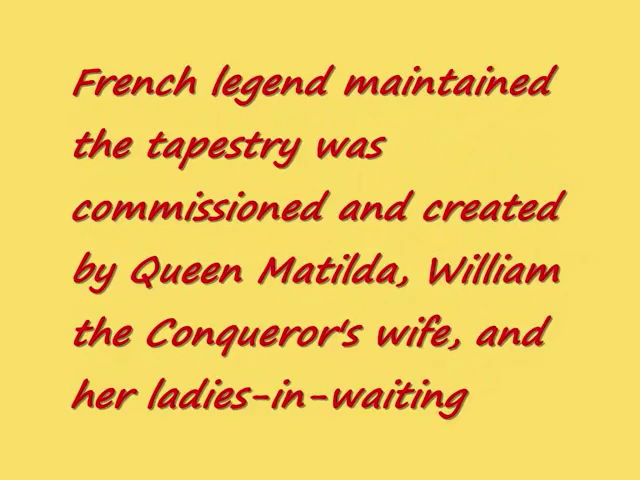 French legend maintained
the tapestry was
commissioned and created
by Queen Matilda, William
the Conqueror's wife, and
her ladies-in-waiting